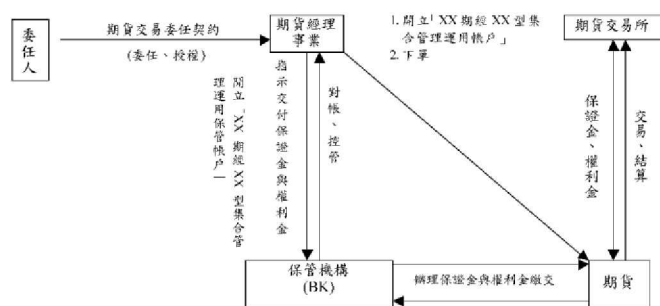 委任人
期貨交易委任契約
(委任、授權)
期貨經理
事業
1. 開立「XX 期經 XX 型集
合管理運用帳戶」
2. 下單
期貨交易所
開立「XX 期經 XX 型集合管
理運用保管帳戶」
指示交付保證金與權利金
對帳、控管
保證金、權利金
交易、結算
保管機構
(BK)
辦理保證金與權利金繳交
期貨